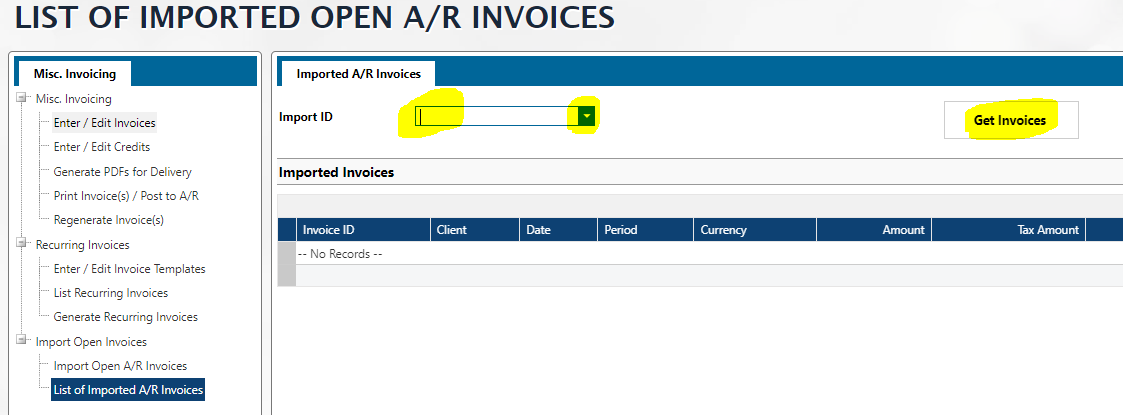 LIST OF IMPORTED OPEN A/R INVOICES
Misc. Invoicing
Misc. Invoicing
Enter / Edit Invoices
Enter / Edit Credits
Generate PDFs for Delivery
Print Invoice(s) / Post to A/R
Regenerate Invoice(s)
Recurring Invoices
Enter / Edit Invoice Templates
List Recurring Invoices
Generate Recurring Invoices
Import Open Invoices
Import Open A/R Invoices
List of Imported A/R Invoices
Imported A/R Invoices
Import ID
Get Invoices
Imported Invoices
Invoice ID Client Date Period Currency Amount Tax Amount
-- No Records --